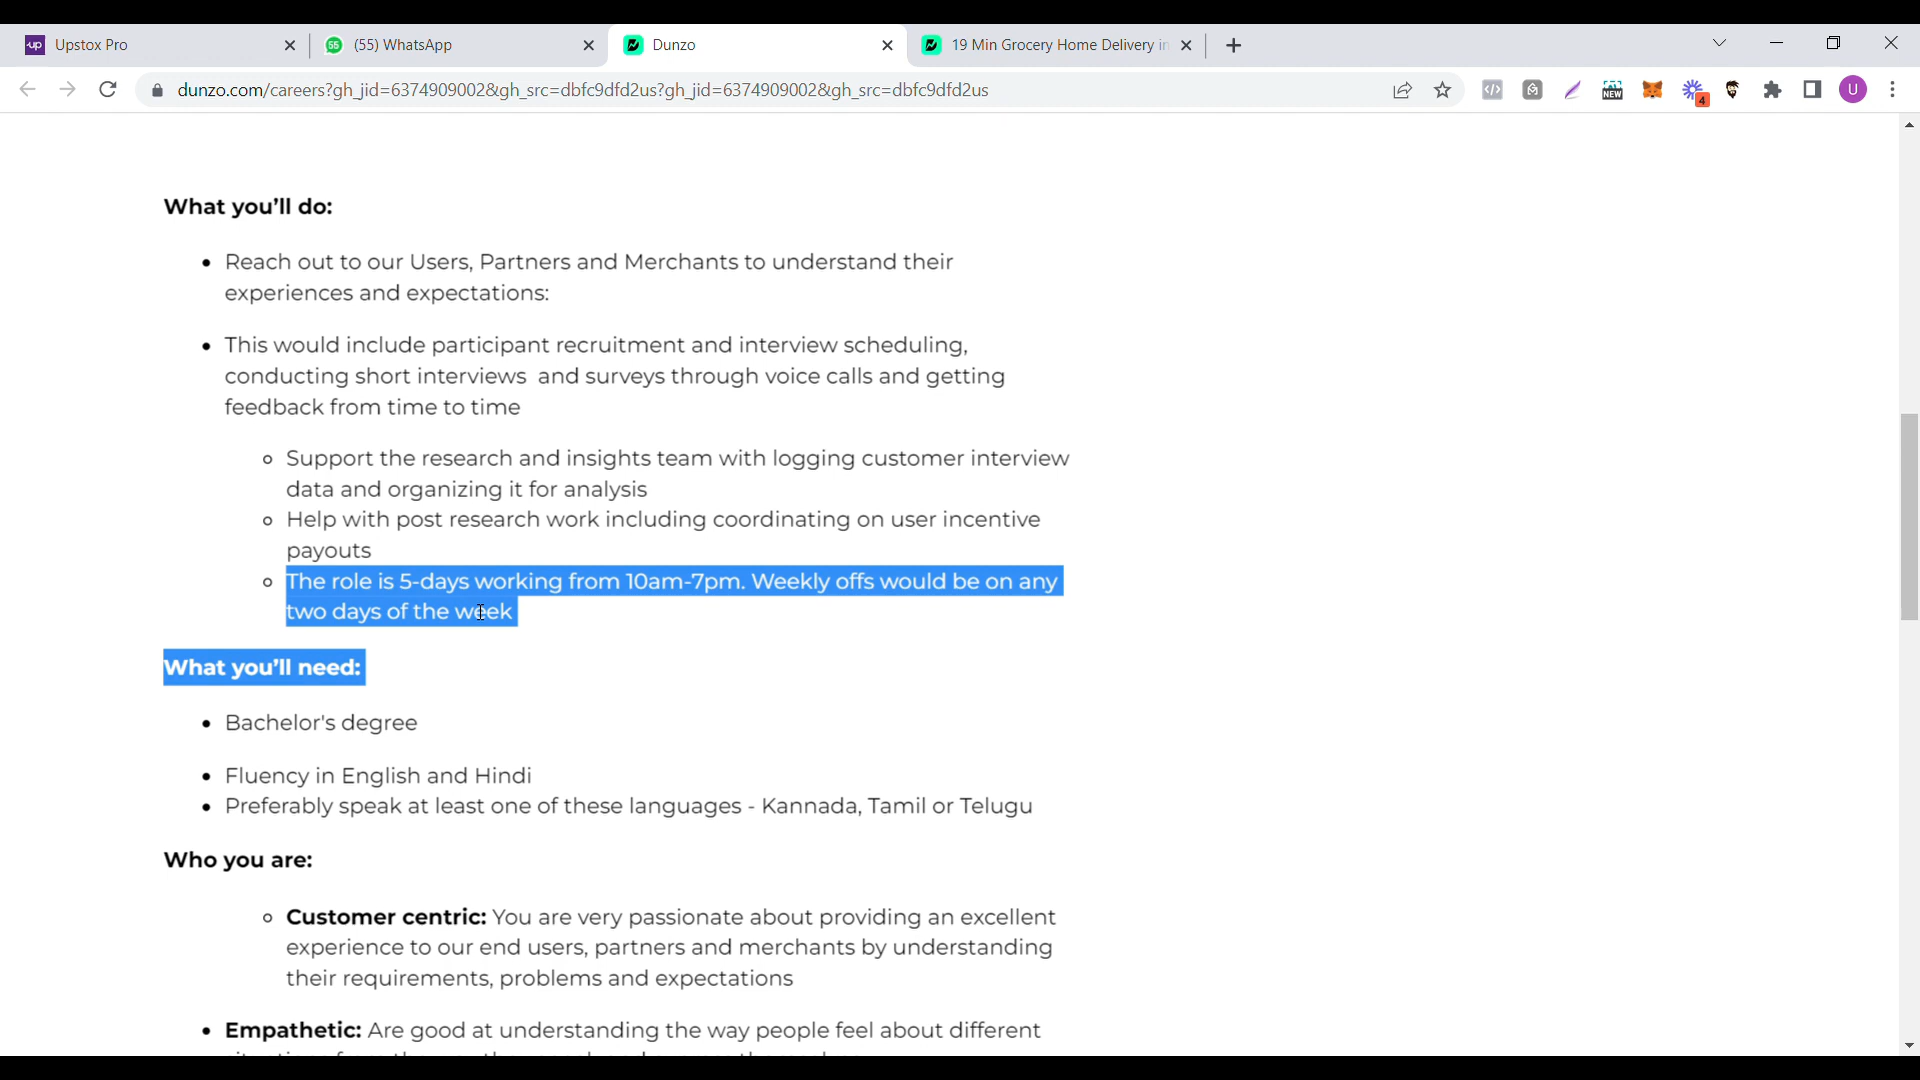 Upstox Pro
(55) WhatsApp
Dunzo
19 Min Grocery Home Delivery in
dunzo.com/careers?gh_jid=6374909002&gh_src=dbfc9dfd2us?gh_jid=6374909002&gh_src=dbfc9dfd2us
NEW
4
U
What you'll do:
• Reach out to our Users, Partners and Merchants to understand their
experiences and expectations:
• This would include participant recruitment and interview scheduling,
conducting short interviews and surveys through voice calls and getting
feedback from time to time
Support the research and insights team with logging customer interview
data and organizing it for analysis
Help with post research work including coordinating on user incentive
payouts
The role is 5-days working from 10am-7pm. Weekly offs would be on any
two days of the week
What you'll need:
• Bachelor's degree
• Fluency in English and Hindi
• Preferably speak at least one of these languages - Kannada, Tamil or Telugu
Who you are:
Customer centric: You are very passionate about providing an excellent
experience to our end users, partners and merchants by understanding
their requirements, problems and expectations
• Empathetic: Are good at understanding the way people feel about different